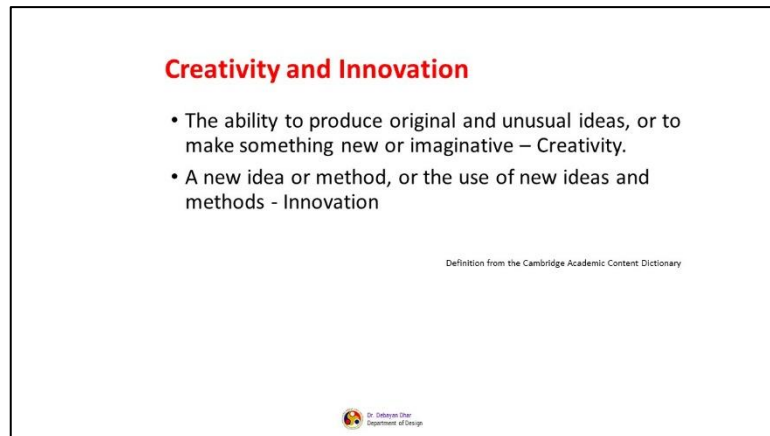 Creativity and Innovation
• The ability to produce original and unusual ideas, or to
make something new or imaginative – Creativity.
• A new idea or method, or the use of new ideas and
methods - Innovation
Definition from the Cambridge Academic Content Dictionary
Dr. Debayan Dhar
Department of Design